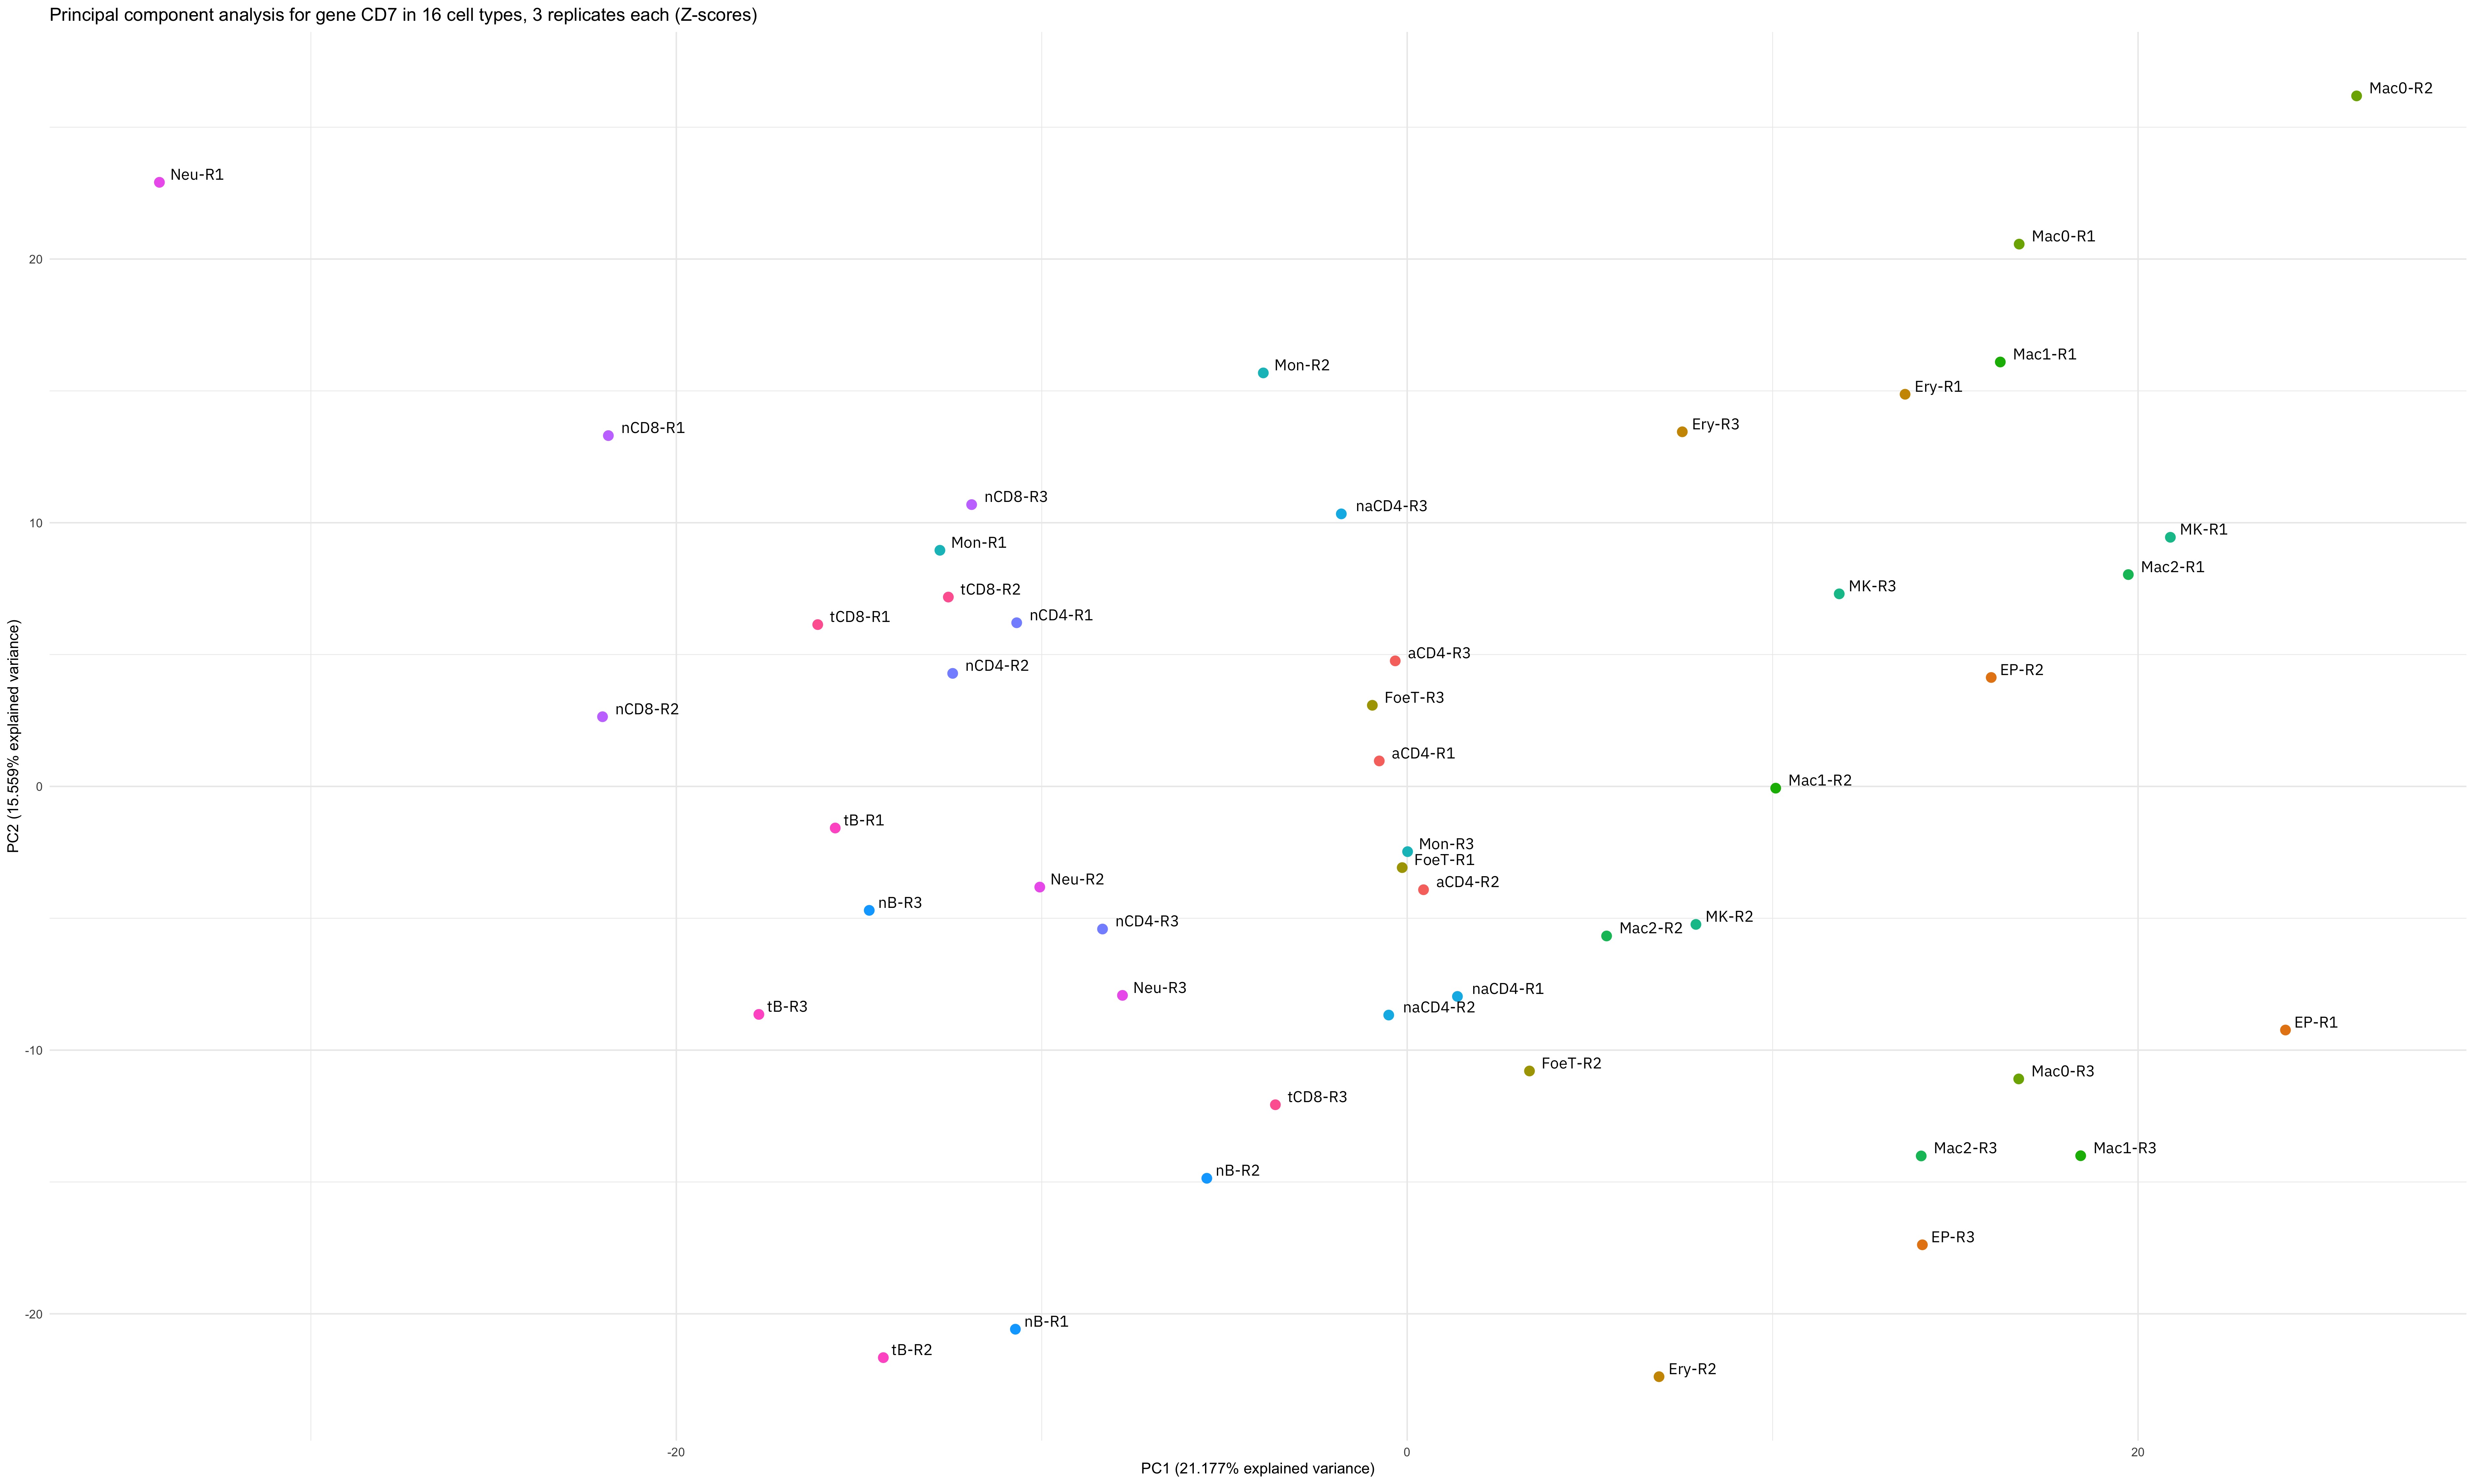 Principal component analysis for gene CD7 in 16 cell types, 3 replicates each (Z-scores)
Mac0-R2
Neu-R1
Mac0-R1
20
Mac1-R1
Mon-R2
Ery-R1
Ery-R3
nCD8-R1
nCD8-R3
naCD4-R3
10
MK-R1
Mon-R1
Mac2-R1
tCD8-R2
MK-R3
tCD8-R1
nCD4-R1
aCD4-R3
nCD4-R2
EP-R2
FoeT-R3
nCD8-R2
aCD4-R1
PC2 (15.559% explained variance)
0
Mac1-R2
tB-R1
Mon-R3
FoeT-R1
Neu-R2
aCD4-R2
nB-R3
MK-R2
nCD4-R3
Mac2-R2
Neu-R3
naCD4-R1
tB-R3
naCD4-R2
EP-R1
-10
FoeT-R2
Mac0-R3
tCD8-R3
Mac2-R3
Mac1-R3
nB-R2
EP-R3
-20
nB-R1
tB-R2
Ery-R2
-20
0
20
PC1 (21.177% explained variance)